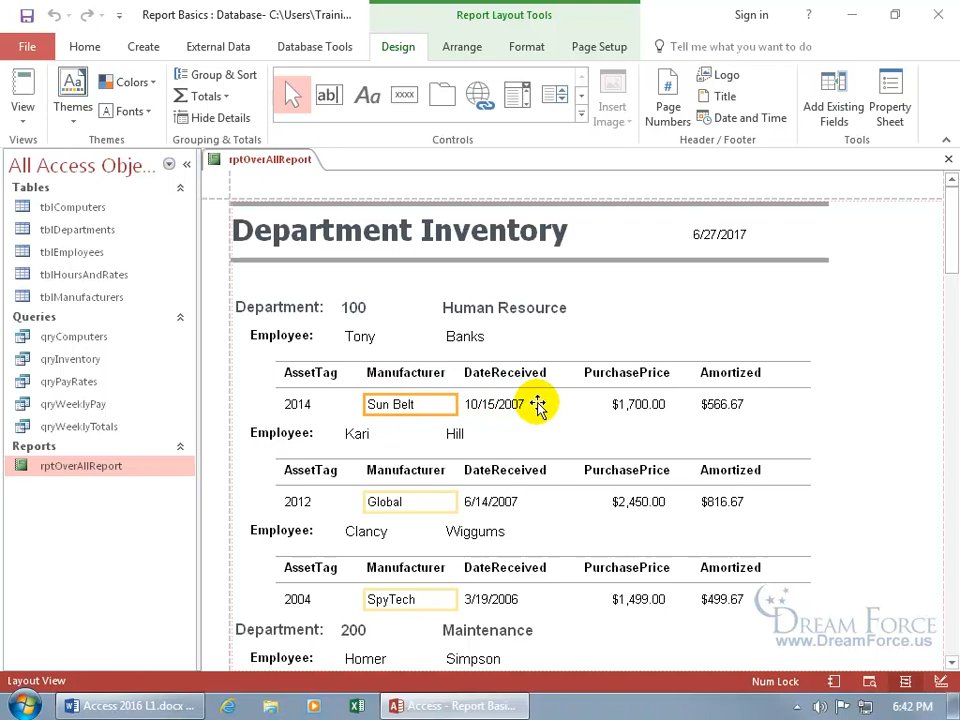 Report Basics : Database- C:\Users\Traini...
Report Layout Tools
Sign in
?
File
Home
Create
External Data
Database Tools
Design
Arrange
Format
Page Setup
Tell me what you want to do
View
Views
Aa
Themes
Colors
Fonts
Themes
Group & Sort
Totals
Hide Details
Grouping & Totals
ab
Aa
xxxx
Controls
Insert
Image
#
Page
Numbers
Logo
Title
Date and Time
Header / Footer
Add Existing
Fields
Property
Sheet
Tools
All Access Obje...
Tables
tblComputers
tblDepartments
tblEmployees
tblHoursAndRates
tblManufacturers
Queries
qryComputers
qryInventory
qryPayRates
qryWeeklyPay
qryWeeklyTotals
Reports
rptOverAllReport
rptOverAllReport
Department Inventory 6/27/2017
Department: 100 Human Resource
Employee: Tony Banks
AssetTag Manufacturer DateReceived PurchasePrice Amortized
2014 Sun Belt 10/15/2007 $1,700.00 $566.67
Employee: Kari Hill
AssetTag Manufacturer DateReceived PurchasePrice Amortized
2012 Global 6/14/2007 $2,450.00 $816.67
Employee: Clancy Wiggums
AssetTag Manufacturer DateReceived PurchasePrice Amortized
2004 SpyTech 3/19/2006 $1,499.00 $499.67
Department: 200 Maintenance
Employee: Homer Simpson
DREAM FORCE
www.DreamForce.us
Layout View
Num Lock
Access 2016 L1.docx ...
Access - Report Basi...
6:42 PM